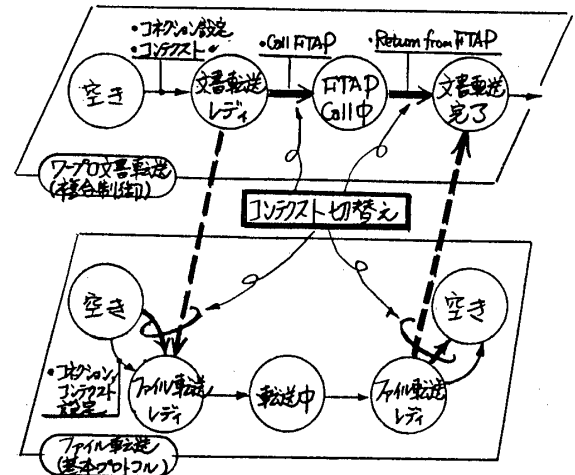 ・コネクション設定
・コンテクスト〃
・Call FTAP
・Return from FTAP
空き
文書転送
レディ
FTAP
Call中
文書転送
完了
ワープロ文書転送
(複合制御)
コンテクスト切替え
空き
空き
・コネクション,
コンテクスト
設定
ファイル転送
レディ
転送中
ファイル転送
レディ
ファイル転送
(基本プロトコル)